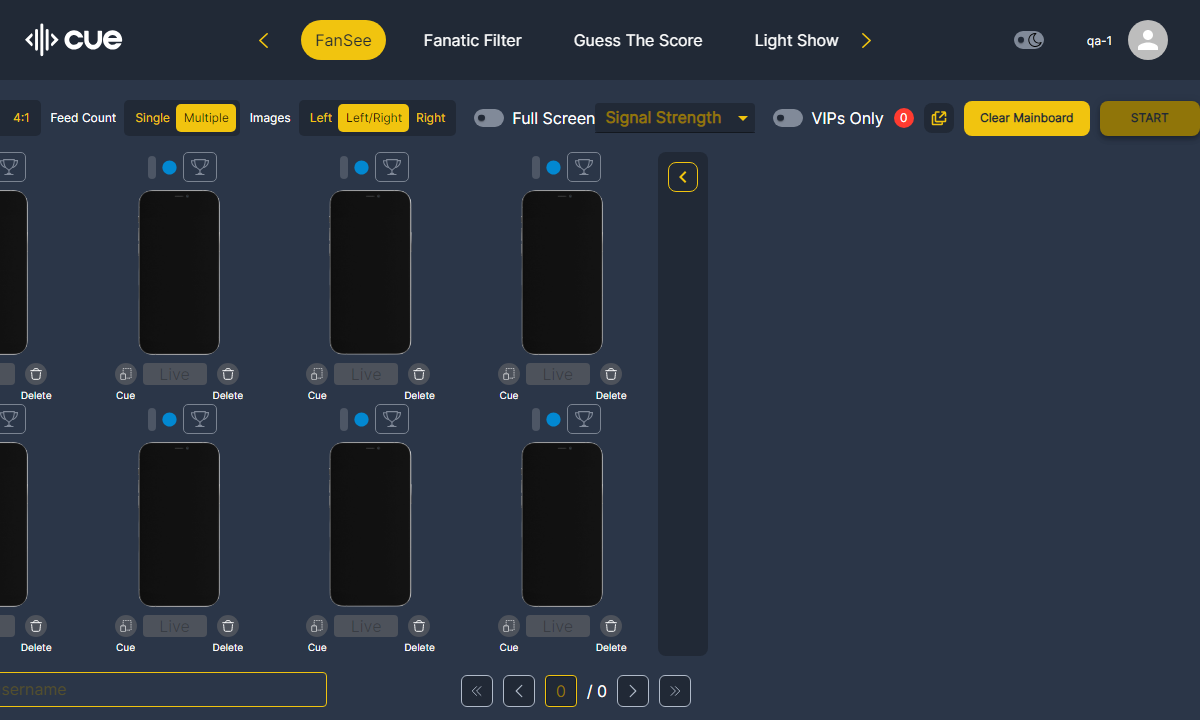 cue FanSee Fanatic Filter Guess The Score Light Show qa-1
4:1 Feed Count Single Multiple Images Left Left/Right Right Full Screen Signal Strength VIPs Only 0 Clear Mainboard START
Live Live Live
Delete Cue Delete Cue Delete Cue Delete
Live Live Live
Delete Cue Delete Cue Delete Cue Delete
sername 0 / 0